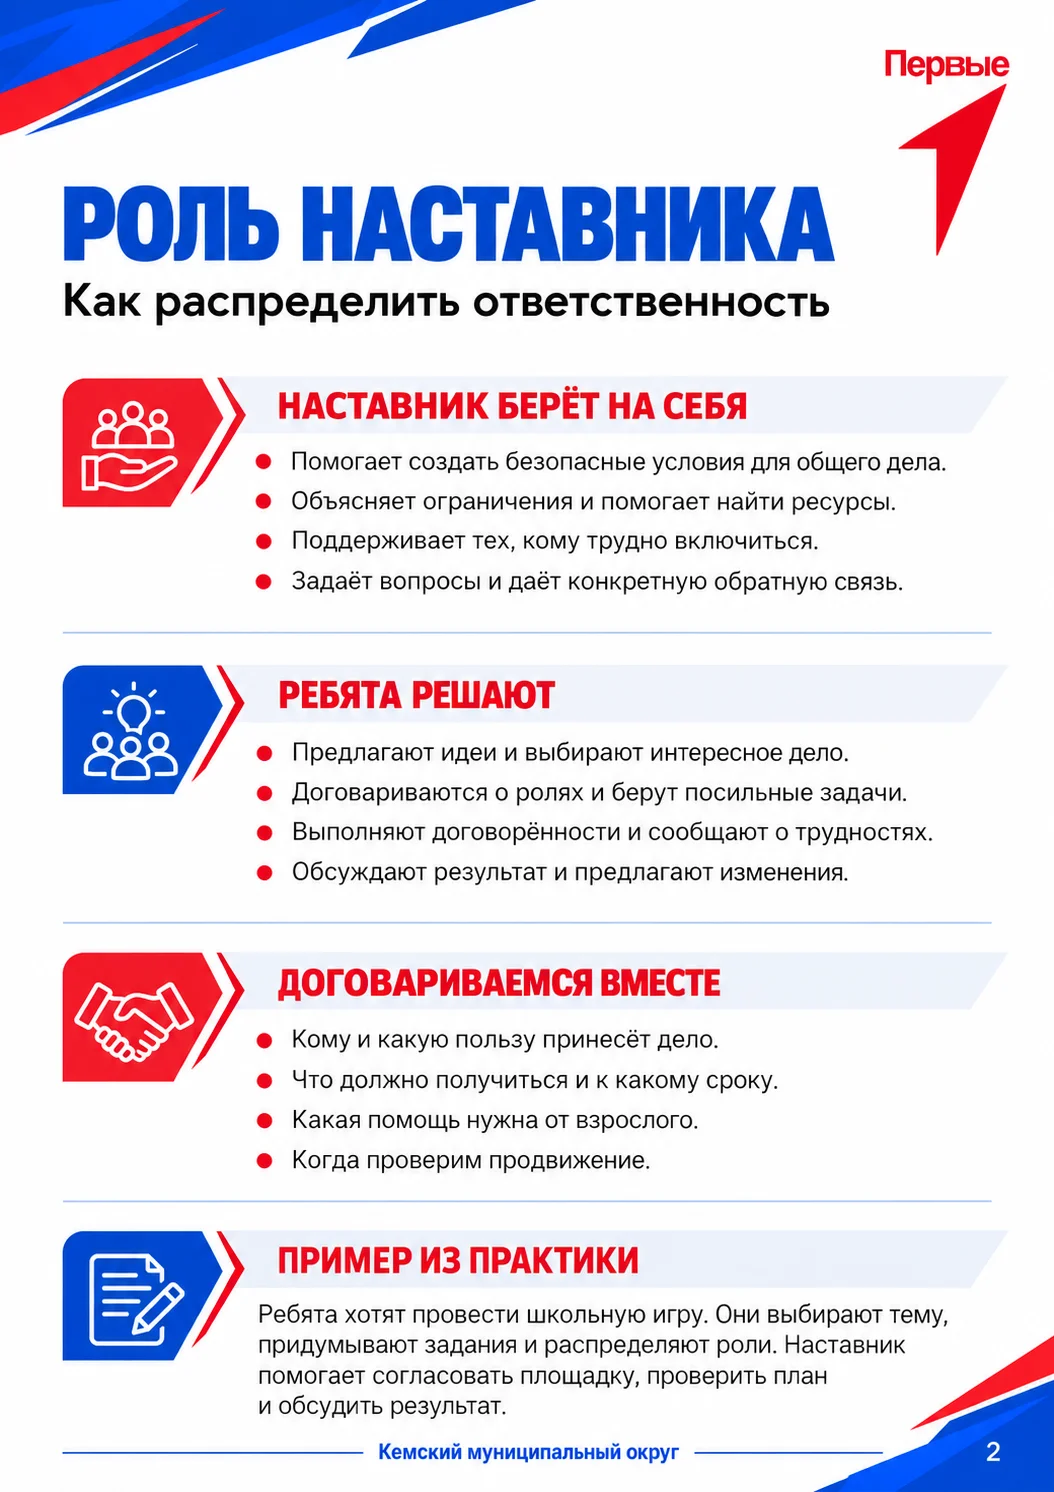 Первые
РОЛЬ НАСТАВНИКА
Как распределить ответственность
НАСТАВНИК БЕРЁТ НА СЕБЯ
Помогает создать безопасные условия для общего дела.
Объясняет ограничения и помогает найти ресурсы.
Поддерживает тех, кому трудно включиться.
Задаёт вопросы и даёт конкретную обратную связь.
РЕБЯТА РЕШАЮТ
Предлагают идеи и выбирают интересное дело.
Договариваются о ролях и берут посильные задачи.
Выполняют договорённости и сообщают о трудностях.
Обсуждают результат и предлагают изменения.
ДОГОВАРИВАЕМСЯ ВМЕСТЕ
Кому и какую пользу принесёт дело.
Что должно получиться и к какому сроку.
Какая помощь нужна от взрослого.
Когда проверим продвижение.
ПРИМЕР ИЗ ПРАКТИКИ
Ребята хотят провести школьную игру. Они выбирают тему,
придумывают задания и распределяют роли. Наставник
помогает согласовать площадку, проверить план
и обсудить результат.
Кемский муниципальный округ
2